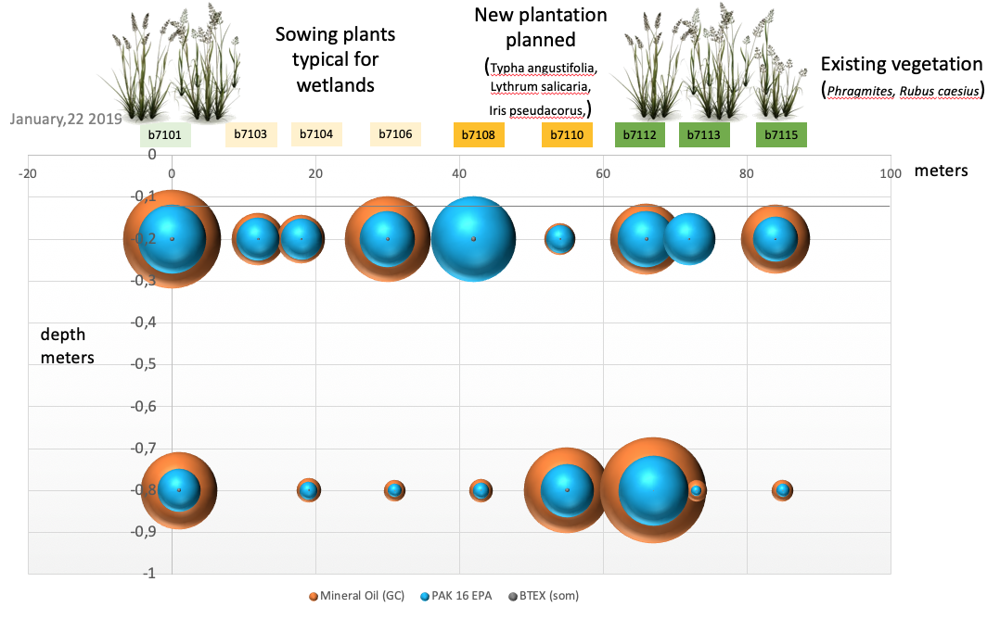 Sowing plants
typical for
wetlands
New plantation
planned
(Typha angustifolia,
Lythrum salicaria,
Iris pseudacorus,)
Existing vegetation
(Phragmites, Rubus caesius)
January,22 2019
b7101 b7103 b7104 b7106 b7108 b7110 b7112 b7113 b7115
0
-20 0 20 40 60 80 100 meters
-0,1
-0,2
-0,3
-0,4
depth
meters
-0,5
-0,6
-0,7
-0,8
-0,9
-1
Mineral Oil (GC) PAK 16 EPA BTEX (som)